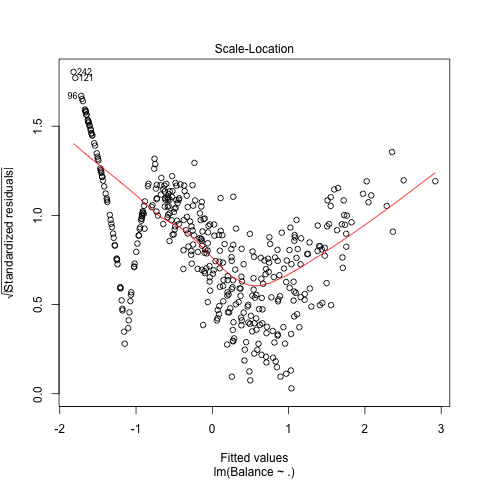 Scale-Location
√|Standardized residuals|
1.5
1.0
0.5
0.0
242
121
96
-2 -1 0 1 2 3
Fitted values
lm(Balance ~ .)